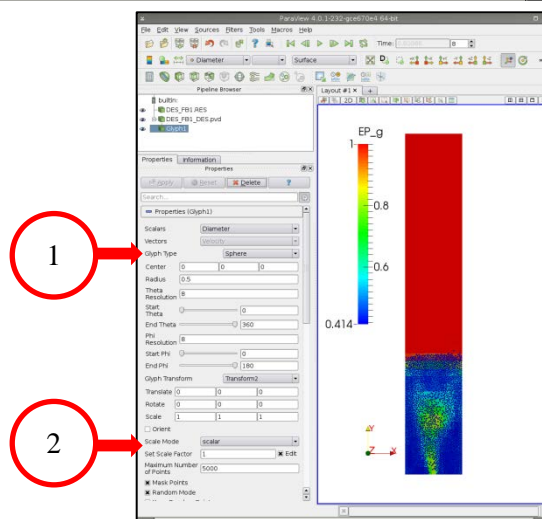 ParaView 4.0.1-232-gce670e4 64-bit
File Edit View Sources Filters Tools Macros Help
Time: 8
Diameter Surface
Pipeline Browser
builtin:
DES_FB1.RES
DES_FB1_DES.pvd
Glyph1
Layout #1
2D
Properties Information
Properties
Apply Reset Delete ?
Search...
Properties (Glyph1)
Scalars Diameter
Vectors Velocity
Glyph Type Sphere
Center 0 0 0
Radius 0.5
Theta
Resolution 8
Start
Theta 0
End Theta 360
Phi
Resolution 8
Start Phi 0
End Phi 180
Glyph Transform Transform2
Translate 0 0 0
Rotate 0 0 0
Scale 1 1 1
Orient
Scale Mode scalar
Set Scale Factor 1 Edit
Maximum Number
of Points 5000
Mask Points
Random Mode
EP_g
1
0.8
0.6
0.414
Y
Z X
1
2